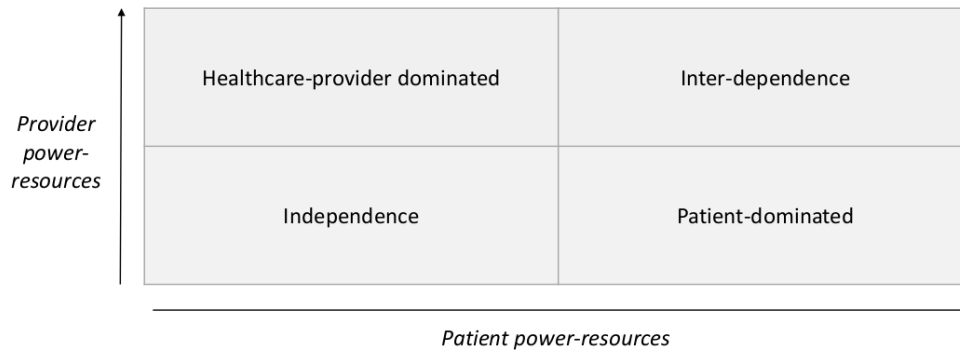 Healthcare-provider dominated
Inter-dependence
Provider
power-
resources
Independence
Patient-dominated
Patient power-resources